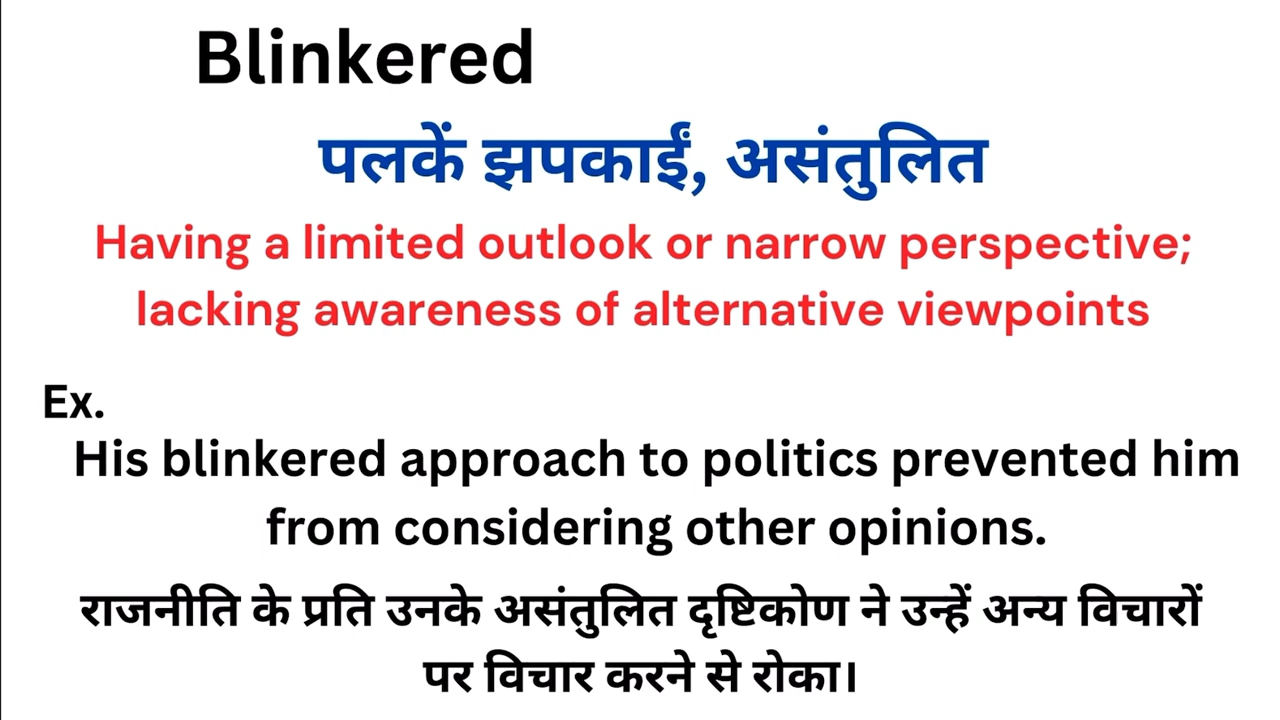 Blinkered
पलकें झपकाईं, असंतुलित
Having a limited outlook or narrow perspective;
lacking awareness of alternative viewpoints
Ex.
His blinkered approach to politics prevented him
from considering other opinions.
राजनीति के प्रति उनके असंतुलित दृष्टिकोण ने उन्हें अन्य विचारों
पर विचार करने से रोका।